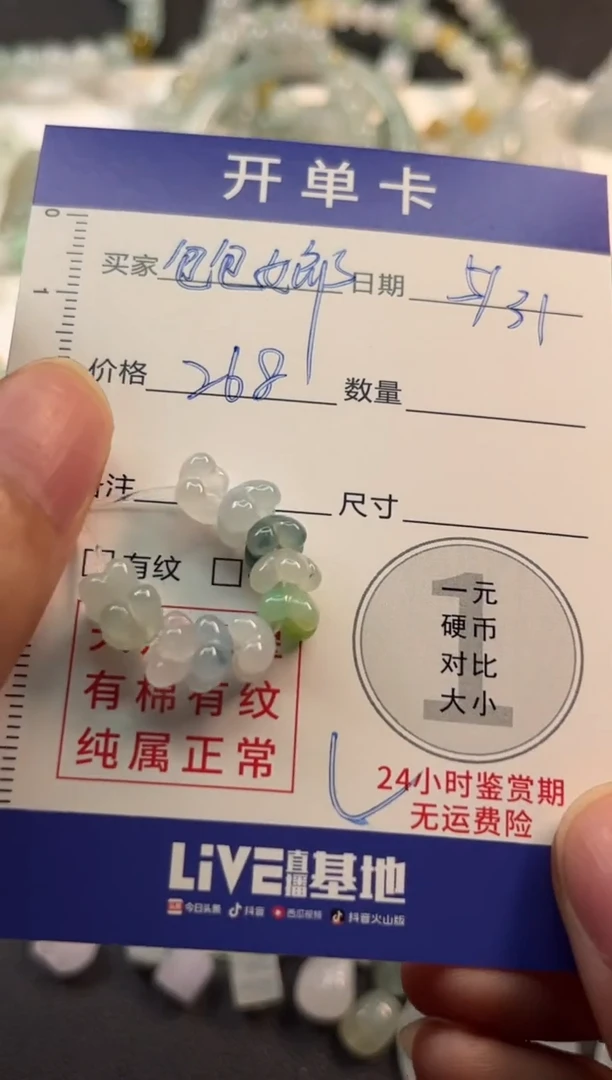 开单卡
买家 包包女郎 日期 5/31
价格 268 数量
注 尺寸
有纹
0
1
一元
硬币
对比
大小
1
有棉有纹
纯属正常
24小时鉴赏期
无运费险
LiVE直播基地
今日头条 抖音 西瓜视频 抖音火山版